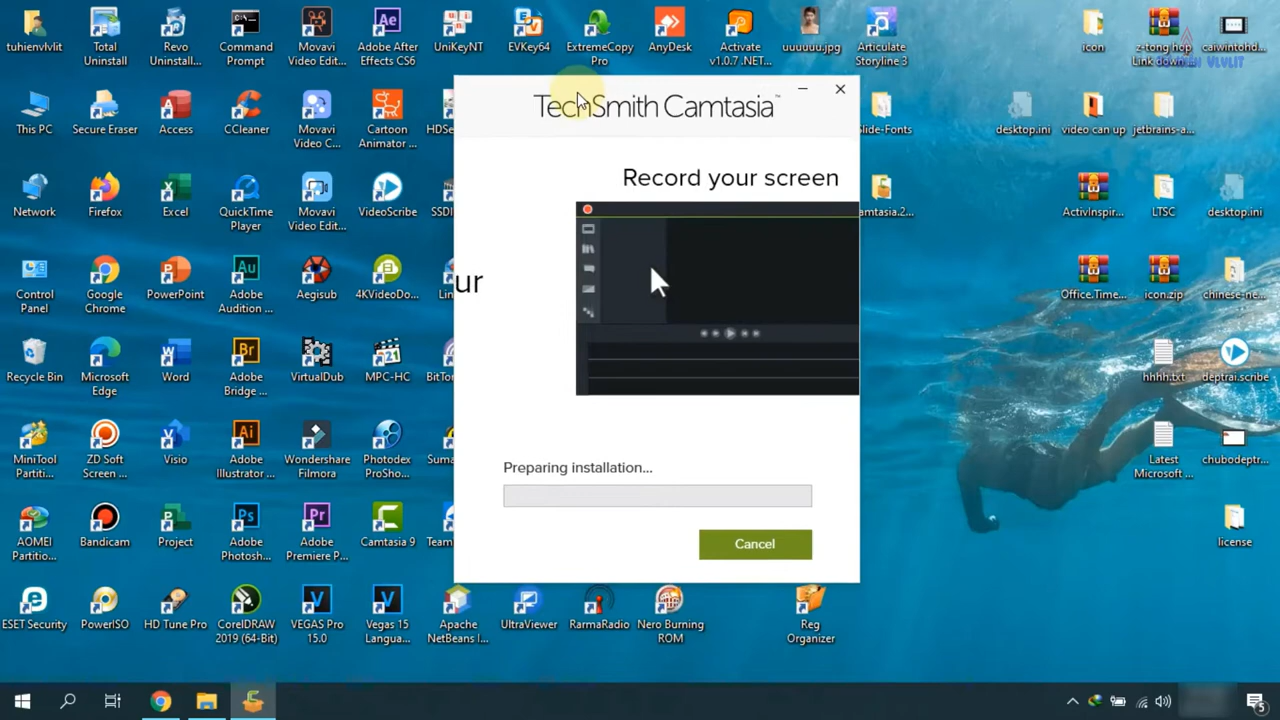 tuhienvlvlit
Total
Uninstall
Revo
Uninstall...
Command
Prompt
Movavi
Video Edit...
Adobe After
Effects CS6
UniKeyNT
EVKey64
ExtremeCopy
Pro
AnyDesk
Activate
v1.0.7 .NET...
uuuuuu.jpg
Articulate
Storyline 3
icon
z-tong hop
Link down...
caiwintohd...
This PC
Secure Eraser
Access
CCleaner
Movavi
Video C...
Cartoon
Animator ...
HDSe
Slide-Fonts
desktop.ini
video can up
jetbrains-a...
Network
Firefox
Excel
QuickTime
Player
Movavi
Video Edit...
VideoScribe
SSDl
amtasia.2...
ActivInspir...
LTSC
desktop.ini
Control
Panel
Google
Chrome
PowerPoint
Adobe
Audition ...
Aegisub
4KVideoDo...
Lin
Office.Time...
icon.zip
chinese-ne...
Recycle Bin
Microsoft
Edge
Word
Adobe
Bridge ...
VirtualDub
MPC-HC
BitTor
hhhh.txt
deptrai.scribe
MiniTool
Partiti...
ZD Soft
Screen ...
Visio
Adobe
Illustrator ...
Wondershare
Filmora
Photodex
ProSho...
Suma
Latest
Microsoft ...
chubodeptr...
AOMEI
Partitio...
Bandicam
Project
Adobe
Photosh...
Adobe
Premiere P...
Camtasia 9
Team
license
ESET Security
PowerISO
HD Tune Pro
CorelDRAW
2019 (64-Bit)
VEGAS Pro
15.0
Vegas 15
Langua...
Apache
NetBeans I...
UltraViewer
RarmaRadio
Nero Burning
ROM
Reg
Organizer
TechSmith Camtasia™
Record your screen
ur
Preparing installation...
Cancel
5